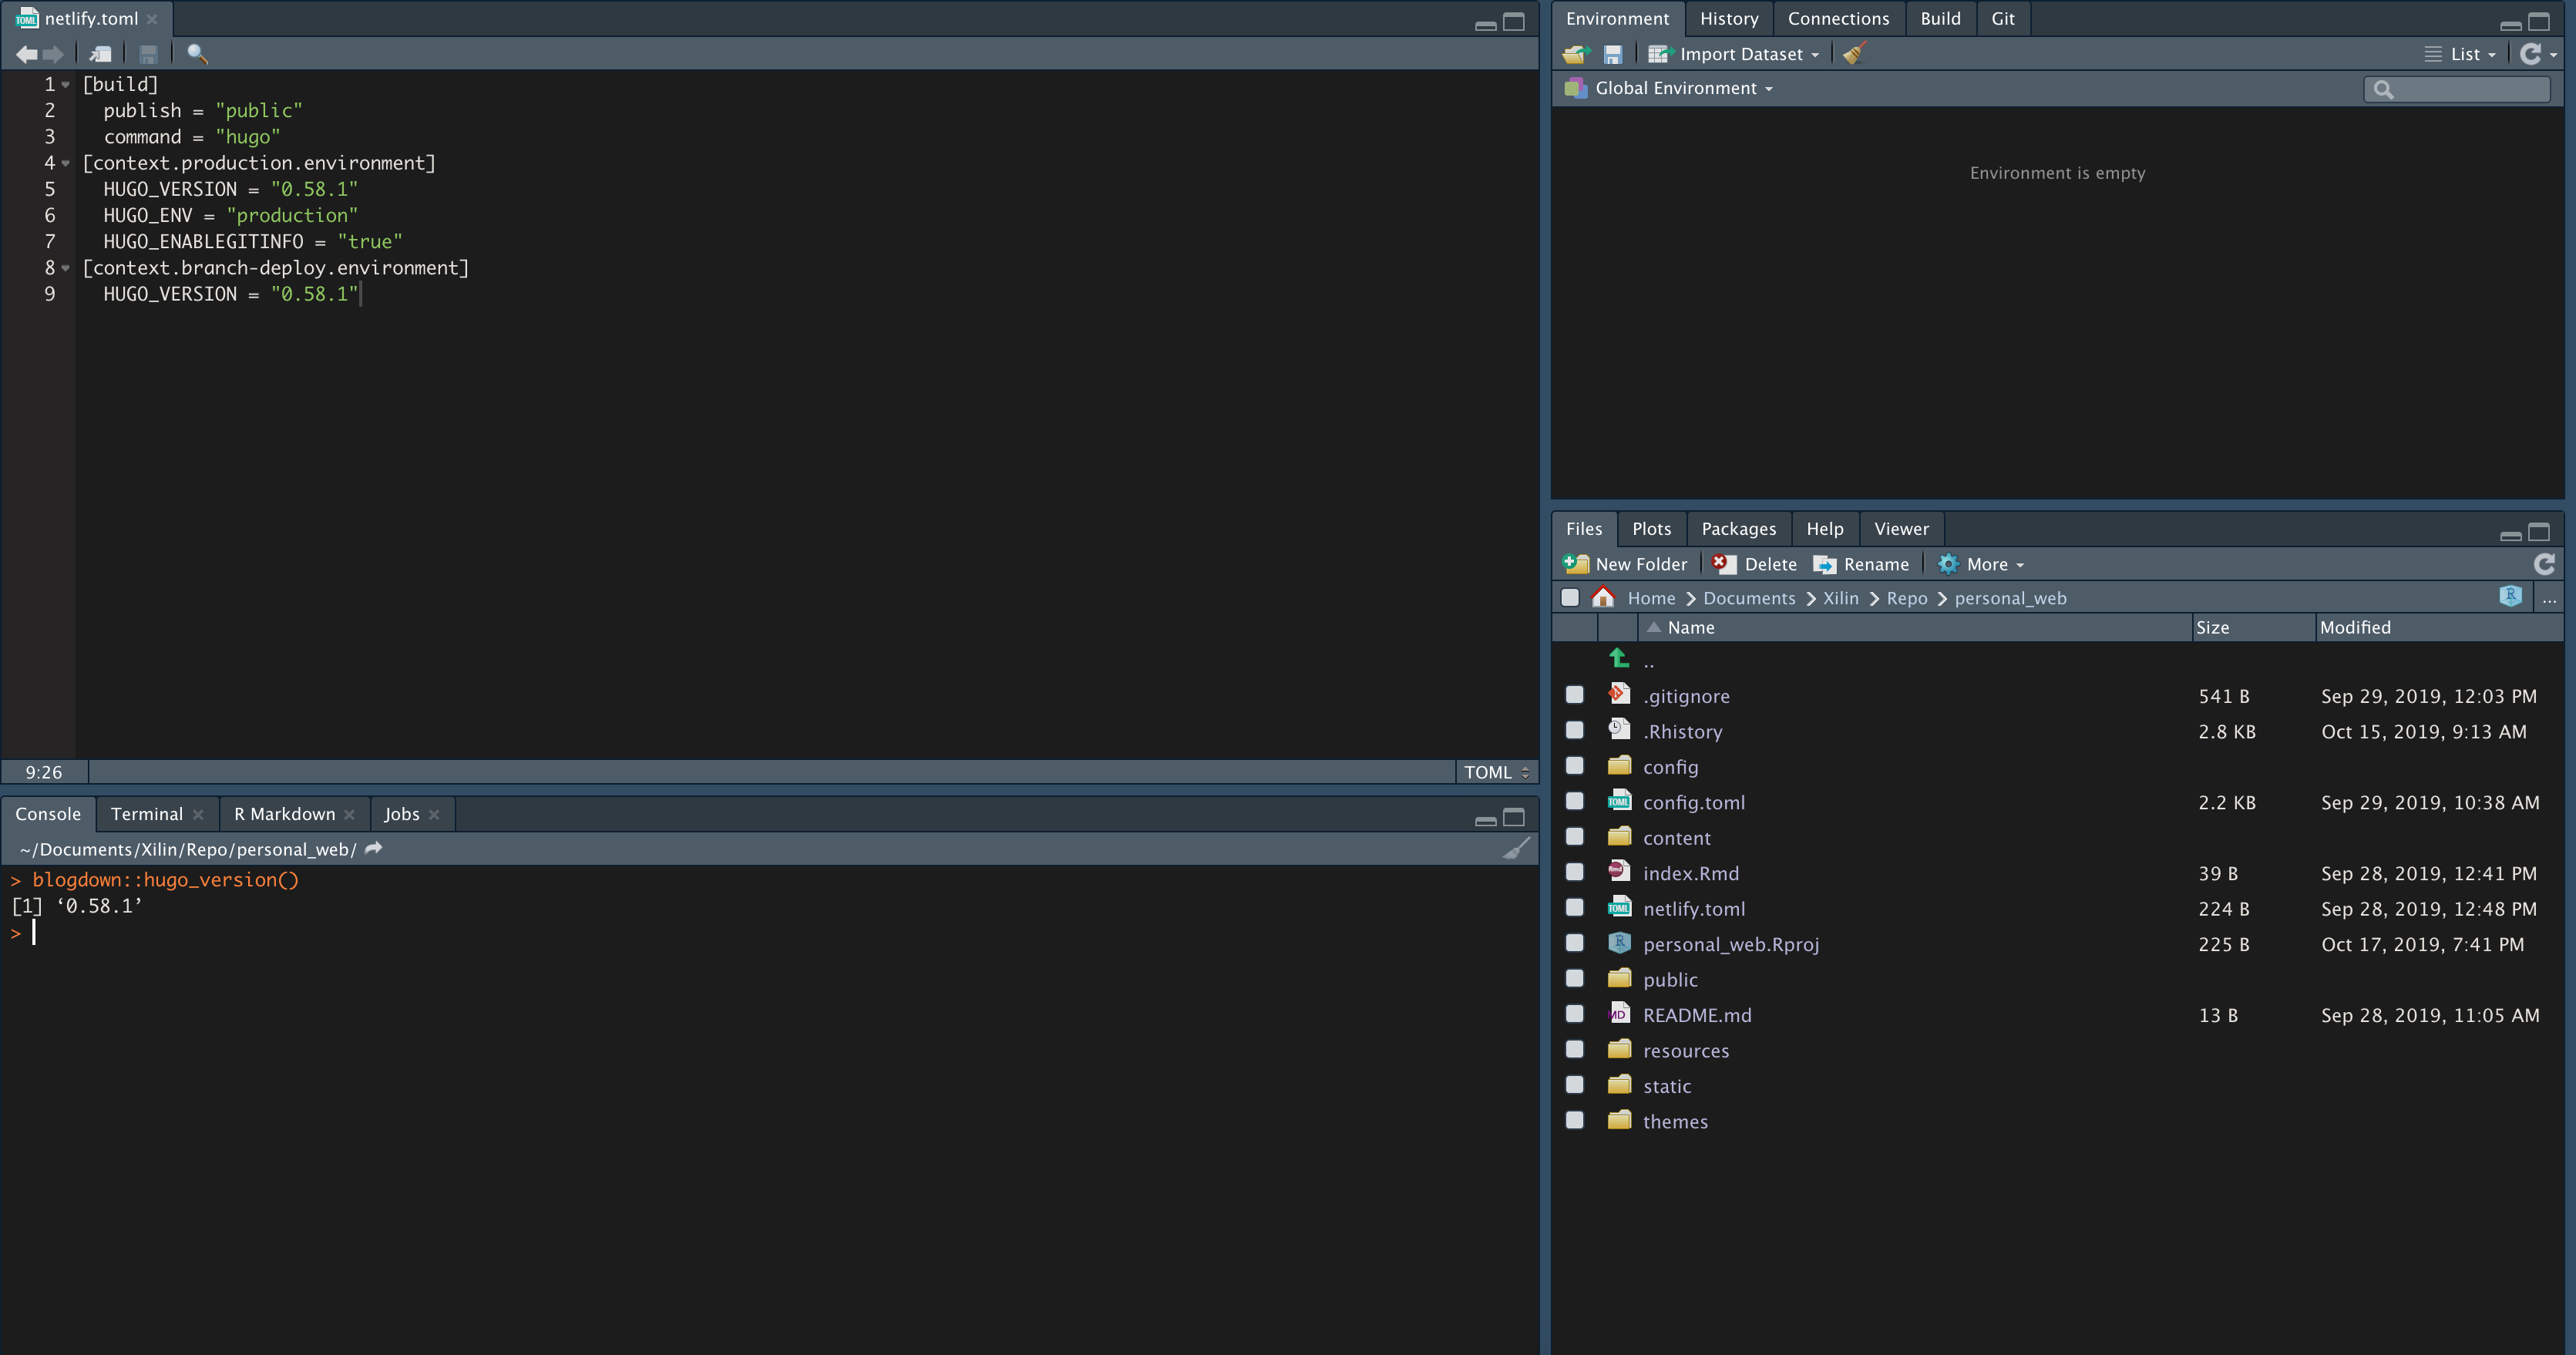 netlify.toml
1 [build]
2 publish = "public"
3 command = "hugo"
4 [context.production.environment]
5 HUGO_VERSION = "0.58.1"
6 HUGO_ENV = "production"
7 HUGO_ENABLEGITINFO = "true"
8 [context.branch-deploy.environment]
9 HUGO_VERSION = "0.58.1"
9:26 TOML
Console Terminal R Markdown Jobs
~/Documents/Xilin/Repo/personal_web/
> blogdown::hugo_version()
[1] ‘0.58.1’
>
Environment History Connections Build Git
Import Dataset List
Global Environment
Environment is empty
Files Plots Packages Help Viewer
New Folder Delete Rename More
Home Documents Xilin Repo personal_web R ...
Name Size Modified
..
.gitignore 541 B Sep 29, 2019, 12:03 PM
.Rhistory 2.8 KB Oct 15, 2019, 9:13 AM
config
TOML config.toml 2.2 KB Sep 29, 2019, 10:38 AM
content
Rmd index.Rmd 39 B Sep 28, 2019, 12:41 PM
TOML netlify.toml 224 B Sep 28, 2019, 12:48 PM
R personal_web.Rproj 225 B Oct 17, 2019, 7:41 PM
public
MD README.md 13 B Sep 28, 2019, 11:05 AM
resources
static
themes